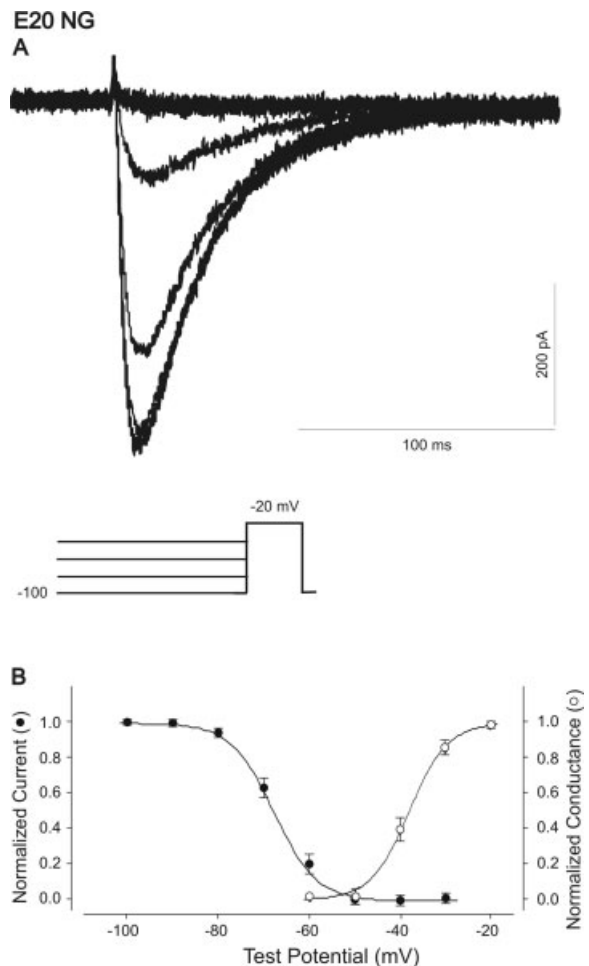 E20 NG
A
200 pA
100 ms
-20 mV
-100
B
Normalized Current (●)
1.0
0.8
0.6
0.4
0.2
0.0
1.0
0.8
0.6
0.4
0.2
0.0
Normalized Conductance (○)
-100 -80 -60 -40 -20
Test Potential (mV)